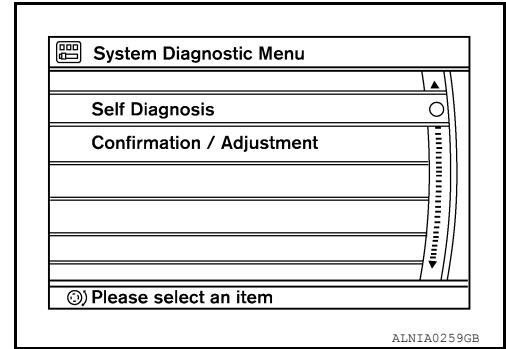 System Diagnostic Menu
Self Diagnosis
Confirmation / Adjustment
Please select an item
ALNIA0259GB